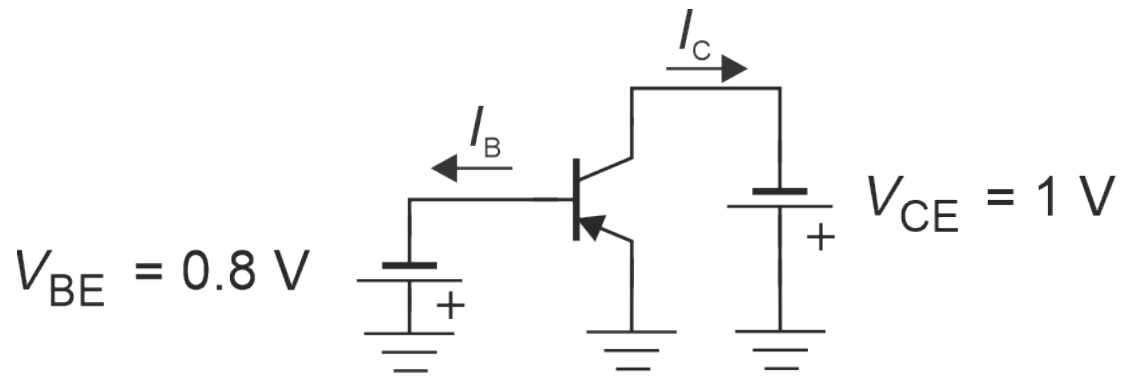 I_C
I_B
V_CE = 1 V
+
V_BE = 0.8 V
+